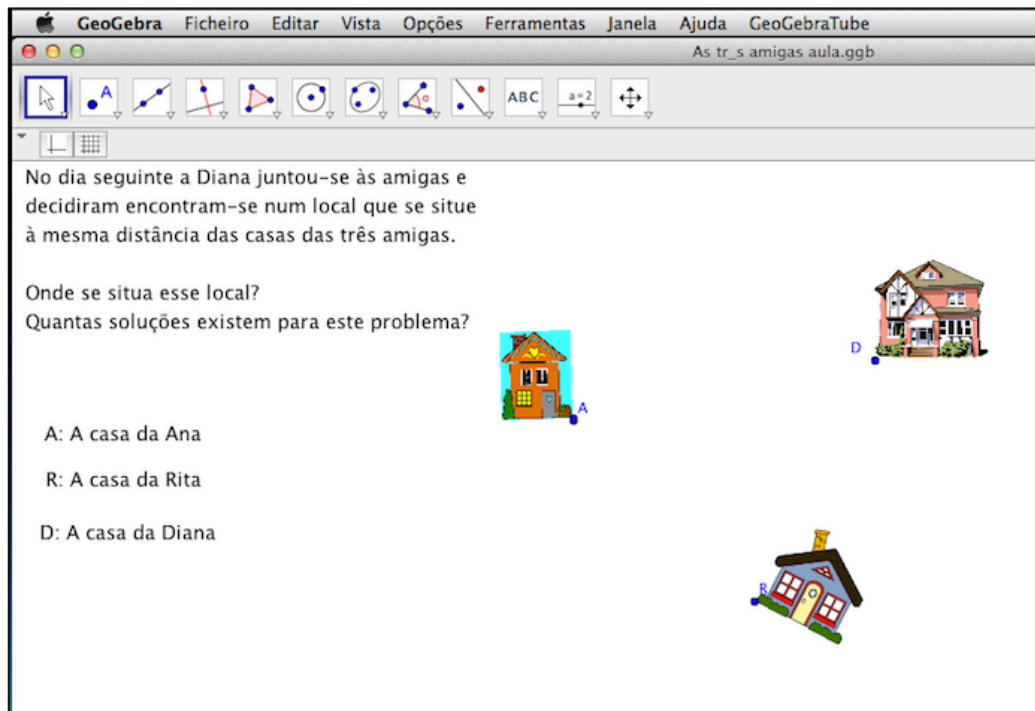 GeoGebra Ficheiro Editar Vista Opções Ferramentas Janela Ajuda GeoGebraTube
As tr_s amigas aula.ggb
A α ABC a=2
No dia seguinte a Diana juntou-se às amigas e
decidiram encontram-se num local que se situe
à mesma distância das casas das três amigas.
Onde se situa esse local?
Quantas soluções existem para este problema?
D
A
A: A casa da Ana
R: A casa da Rita
D: A casa da Diana
R